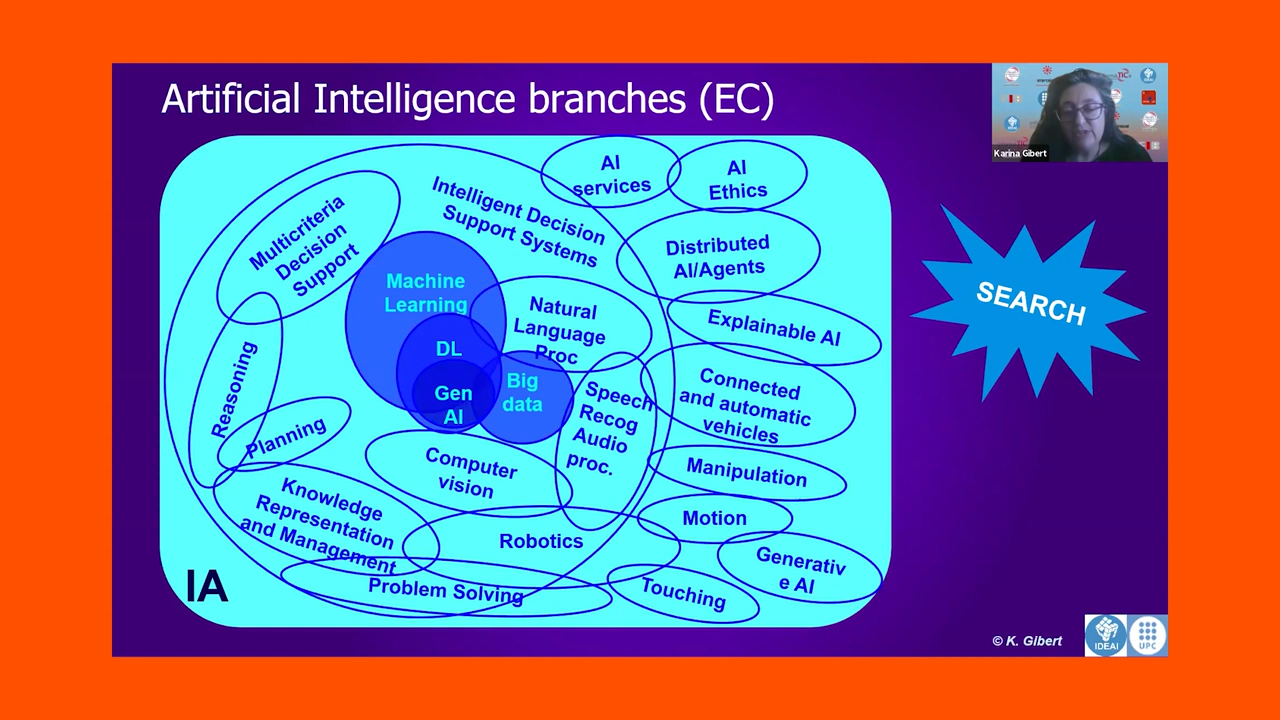 Artificial Intelligence branches (EC)
Karina Gibert
AI
services
AI
Ethics
Intelligent Decision
Support Systems
Multicriteria
Decision
Support
Distributed
AI/Agents
Machine
Learning
Natural
Language
Proc
Explainable AI
SEARCH
DL
Gen
AI
Big
data
Reasoning
Speech
Recog
Audio
proc.
Connected
and automatic
vehicles
Planning
Computer
vision
Manipulation
Knowledge
Representation
and Management
Motion
Robotics
Generativ
e AI
Problem Solving
Touching
IA
© K. Gibert
IDEAI
UPC